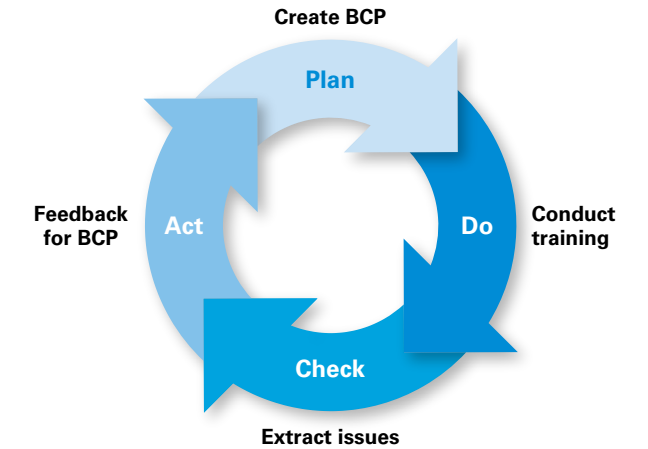 Create BCP
Plan
Feedback
for BCP
Act
Do
Conduct
training
Check
Extract issues